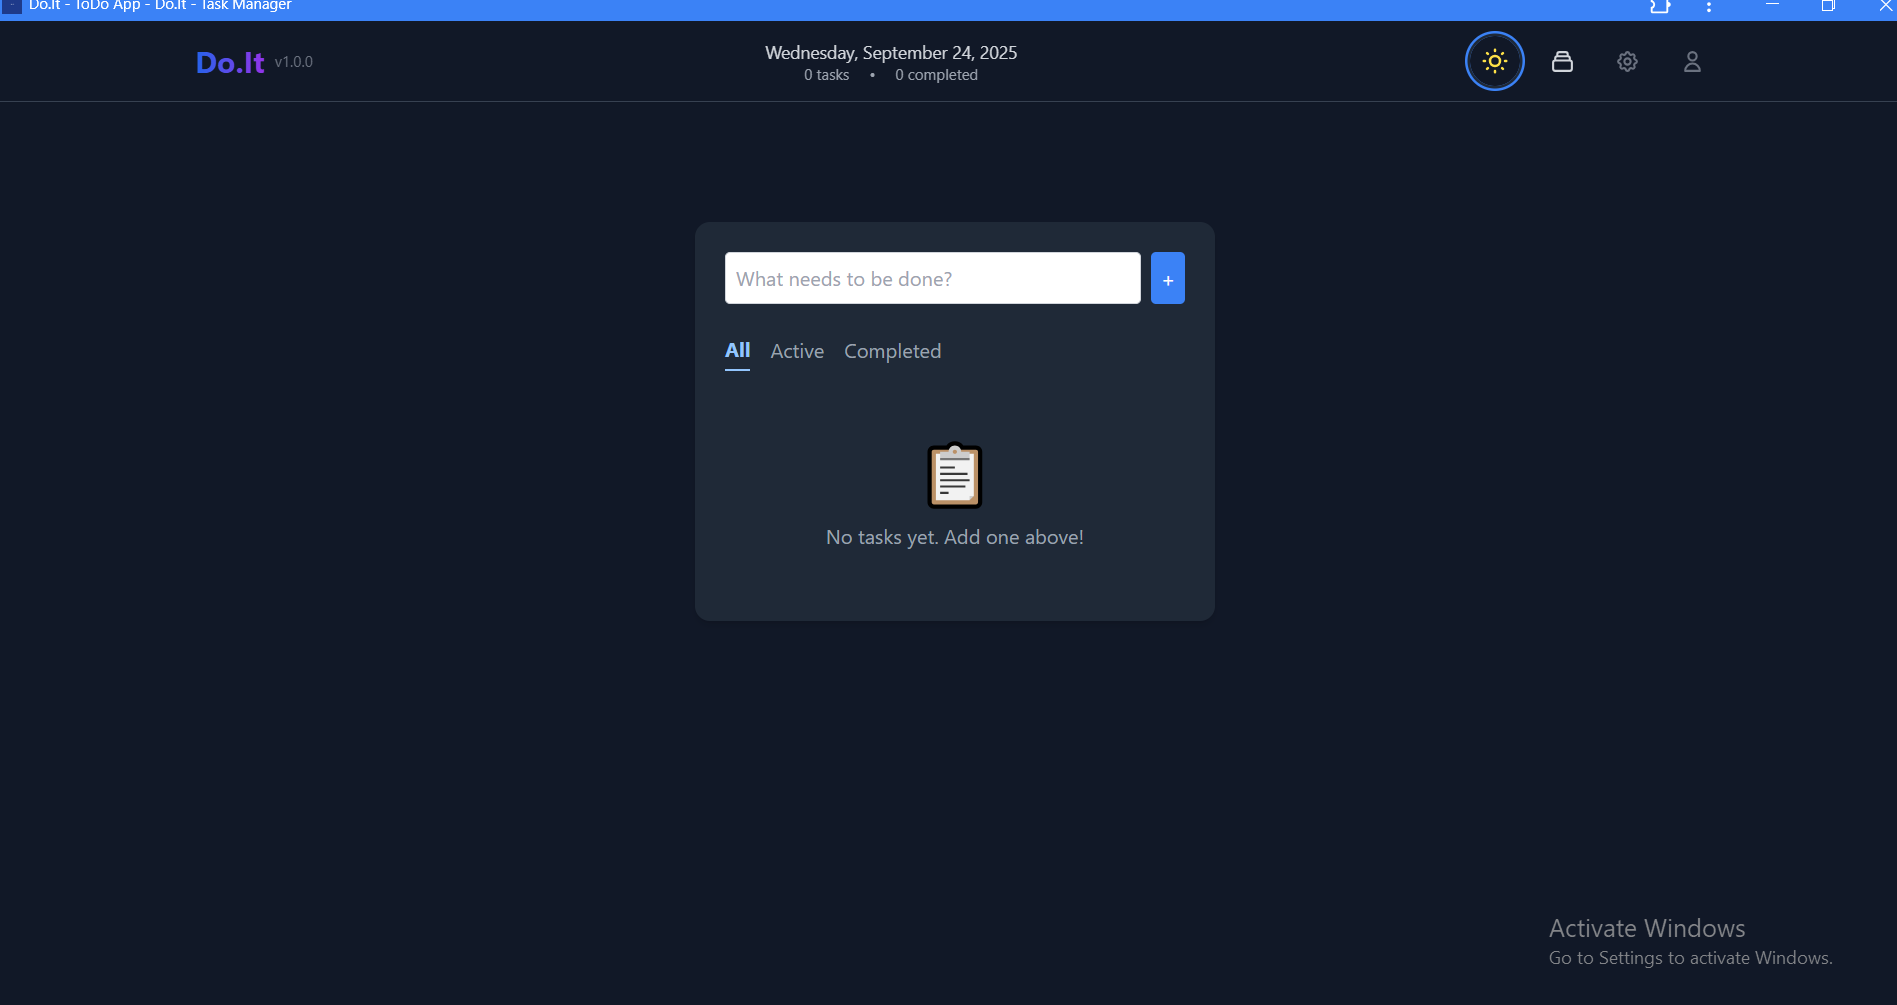 Do.It - ToDo App - Do.It - Task Manager
Do.It v1.0.0
Wednesday, September 24, 2025
0 tasks • 0 completed
What needs to be done?
+
All Active Completed
No tasks yet. Add one above!
Activate Windows
Go to Settings to activate Windows.